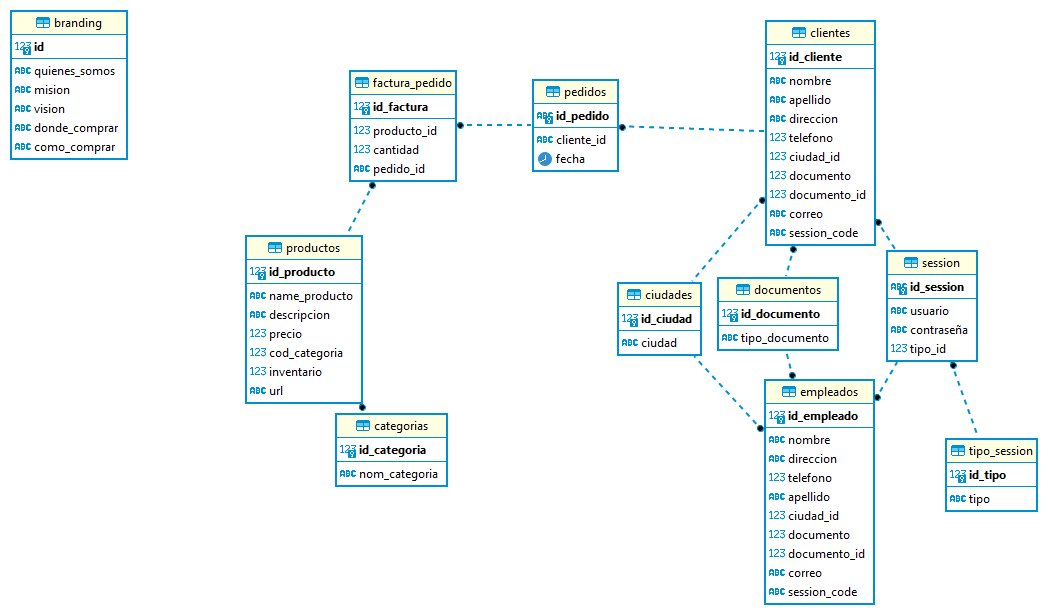 branding
123 id
ABC quienes_somos
ABC mision
ABC vision
ABC donde_comprar
ABC como_comprar
factura_pedido
123 id_factura
123 producto_id
123 cantidad
ABC pedido_id
pedidos
ABC id_pedido
ABC cliente_id
fecha
clientes
123 id_cliente
ABC nombre
ABC apellido
ABC direccion
123 telefono
123 ciudad_id
123 documento
123 documento_id
ABC correo
ABC session_code
productos
123 id_producto
ABC name_producto
ABC descripcion
123 precio
123 cod_categoria
123 inventario
ABC url
categorias
123 id_categoria
ABC nom_categoria
ciudades
123 id_ciudad
ABC ciudad
documentos
123 id_documento
ABC tipo_documento
session
ABC id_session
ABC usuario
ABC contraseña
123 tipo_id
empleados
123 id_empleado
ABC nombre
ABC direccion
123 telefono
ABC apellido
123 ciudad_id
123 documento
123 documento_id
ABC correo
ABC session_code
tipo_session
123 id_tipo
ABC tipo